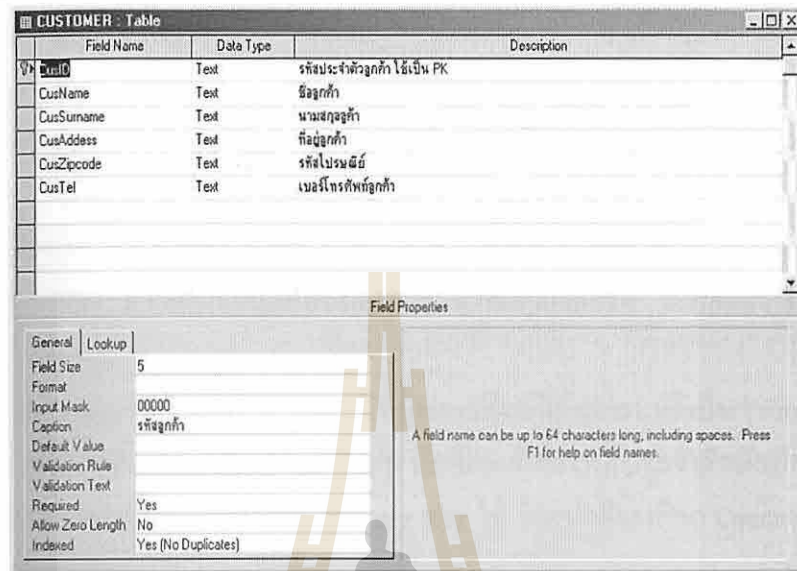 CUSTOMER : Table
Field Name Data Type Description
CusID Text รหัสประจำตัวลูกค้า ใช้เป็น PK
CusName Text ชื่อลูกค้า
CusSurname Text นามสกุลลูกค้า
CusAddess Text ที่อยู่ลูกค้า
CusZipcode Text รหัสไปรษณีย์
CusTel Text เบอร์โทรศัพท์ลูกค้า
Field Properties
General Lookup
Field Size 5
Format
Input Mask 00000
Caption รหัสลูกค้า
Default Value
Validation Rule
Validation Text
Required Yes
Allow Zero Length No
Indexed Yes (No Duplicates)
A field name can be up to 64 characters long, including spaces. Press
F1 for help on field names.